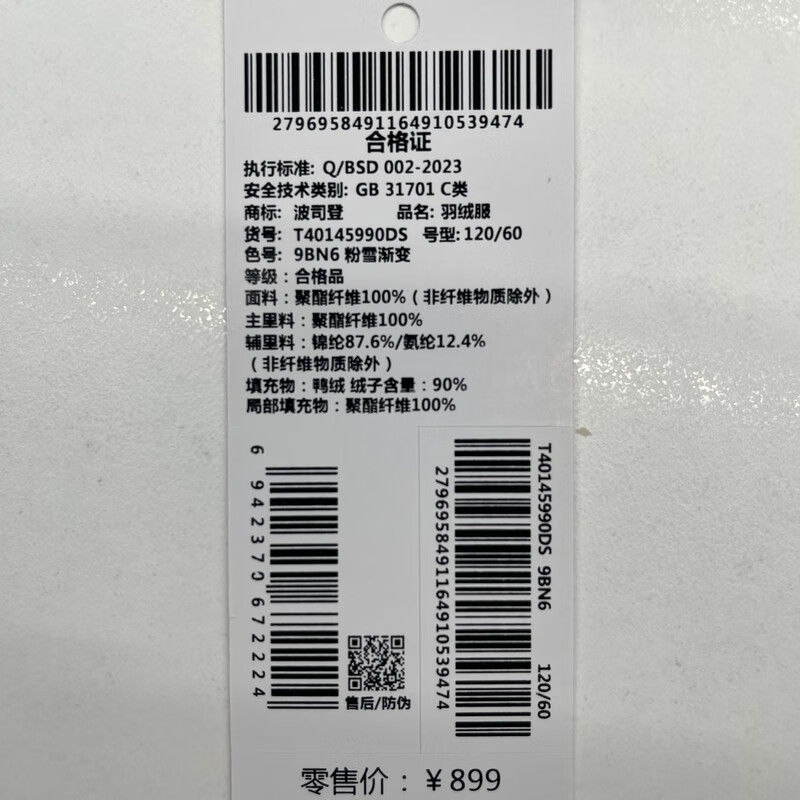 2796958491164910539474
合格证
执行标准: Q/BSD 002-2023
安全技术类别: GB 31701 C类
商标: 波司登 品名: 羽绒服
货号: T40145990DS 号型: 120/60
色号: 9BN6 粉雪渐变
等级：合格品
面料：聚酯纤维100%（非纤维物质除外）
主里料：聚酯纤维100%
辅里料：锦纶87.6%/氨纶12.4%
（非纤维物质除外）
填充物：鸭绒 绒子含量：90%
局部填充物：聚酯纤维100%
6 942370 672224
售后/防伪
2796958491164910539474
T40145990DS 9BN6 120/60
零售价：￥899